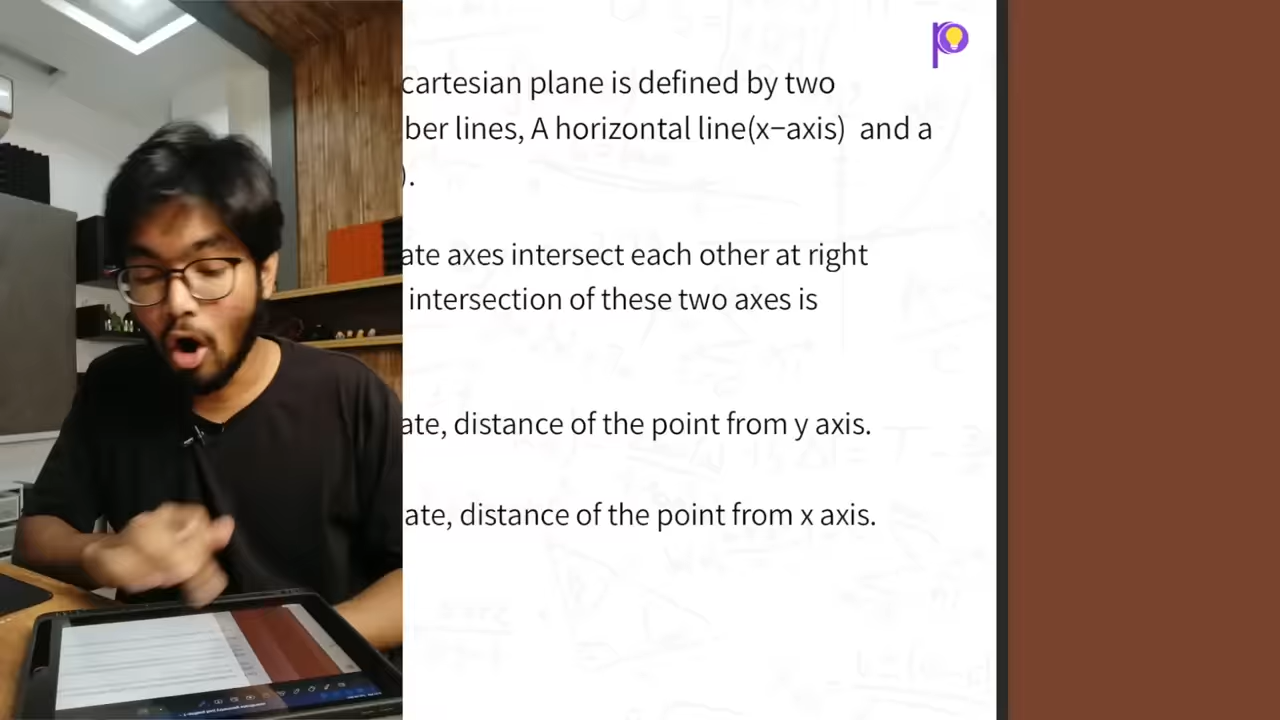 cartesian plane is defined by two
ber lines, A horizontal line(x−axis) and a
).
ate axes intersect each other at right
intersection of these two axes is
ate, distance of the point from y axis.
ate, distance of the point from x axis.